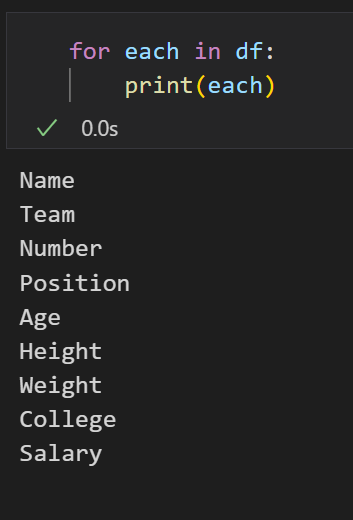 for each in df:
    print(each)
0.0s
Name
Team
Number
Position
Age
Height
Weight
College
Salary